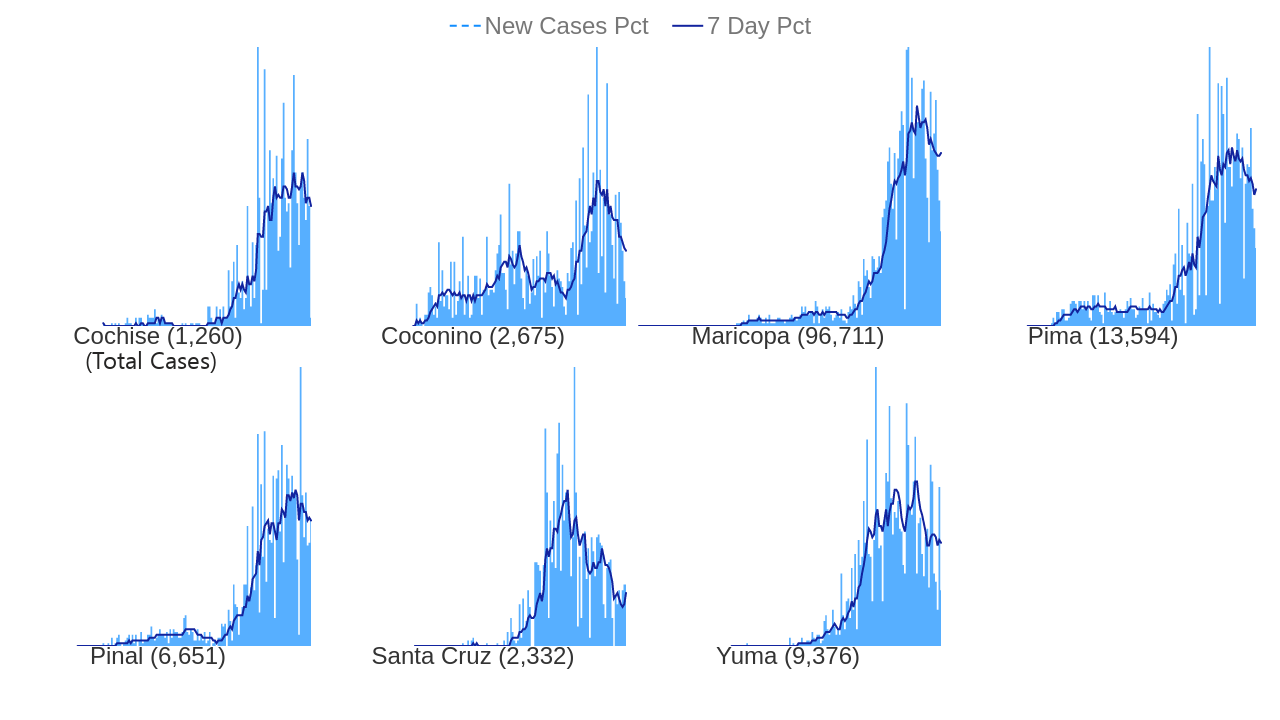 New Cases Pct 7 Day Pct
Cochise (1,260) Coconino (2,675) Maricopa (96,711) Pima (13,594)
(Total Cases)
Pinal (6,651) Santa Cruz (2,332) Yuma (9,376)